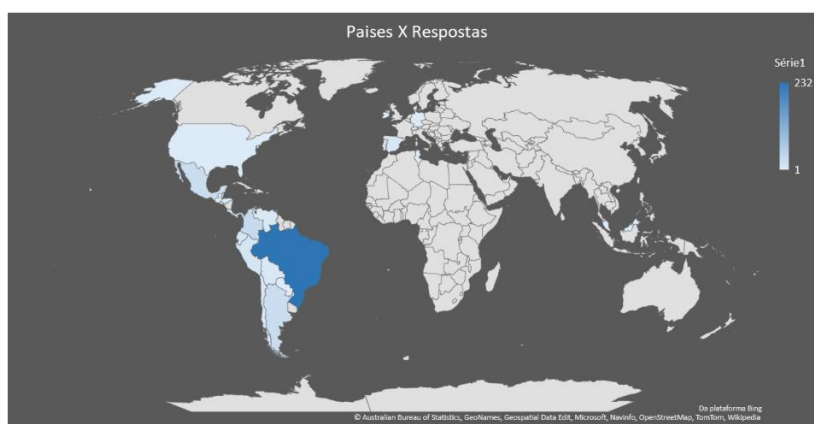 Paises X Respostas
Série1
232
1
Da plataforma Bing
© Australian Bureau of Statistics, GeoNames, Geospatial Data Edit, Microsoft, Navinfo, OpenStreetMap, TomTom, Wikipedia